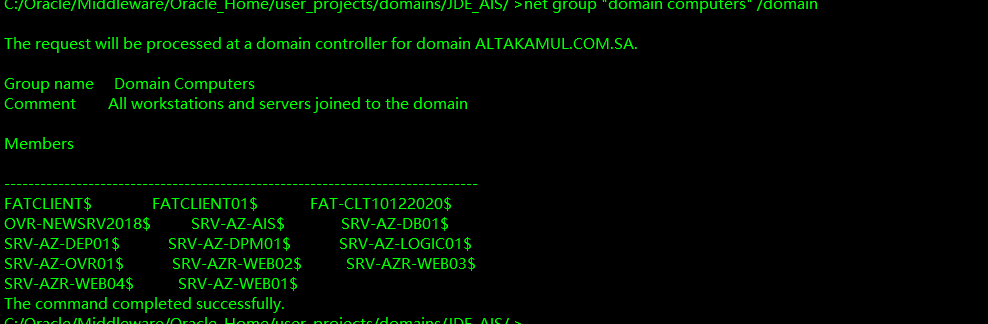 C:/Oracle/Middleware/Oracle_Home/user_projects/domains/JDE_AIS/ >net group "domain computers" /domain
The request will be processed at a domain controller for domain ALTAKAMUL.COM.SA.
Group name     Domain Computers
Comment        All workstations and servers joined to the domain
Members
-------------------------------------------------------------------------------
FATCLIENT$               FATCLIENT01$             FAT-CLT10122020$
OVR-NEWSRV2018$          SRV-AZ-AIS$              SRV-AZ-DB01$
SRV-AZ-DEP01$            SRV-AZ-DPM01$            SRV-AZ-LOGIC01$
SRV-AZ-OVR01$            SRV-AZR-WEB02$           SRV-AZR-WEB03$
SRV-AZR-WEB04$           SRV-AZ-WEB01$
The command completed successfully.
C:/Oracle/Middleware/Oracle_Home/user_projects/domains/JDE_AIS/ >